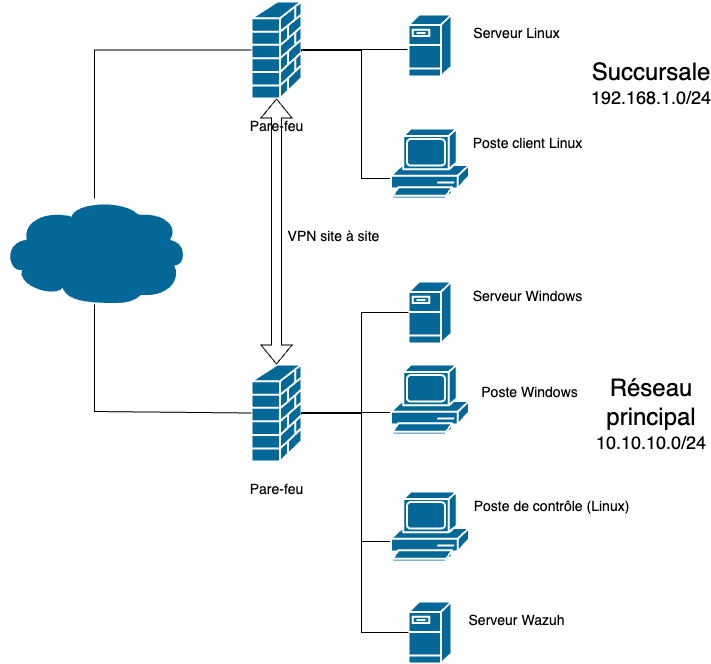 Serveur Linux
Succursale
192.168.1.0/24
Pare-feu
Poste client Linux
VPN site à site
Serveur Windows
Poste Windows
Réseau
principal
10.10.10.0/24
Pare-feu
Poste de contrôle (Linux)
Serveur Wazuh